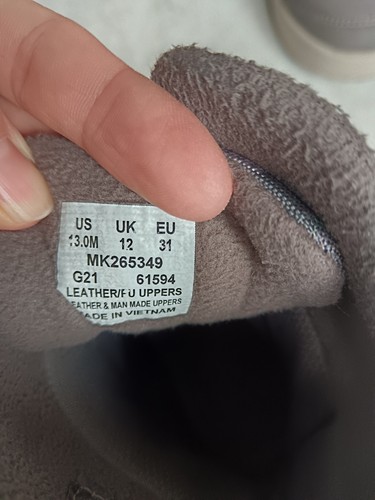 US UK EU
13.0M 12 31
MK265349
G21 61594
LEATHER/PU UPPERS
LEATHER & MAN MADE UPPERS
MADE IN VIETNAM